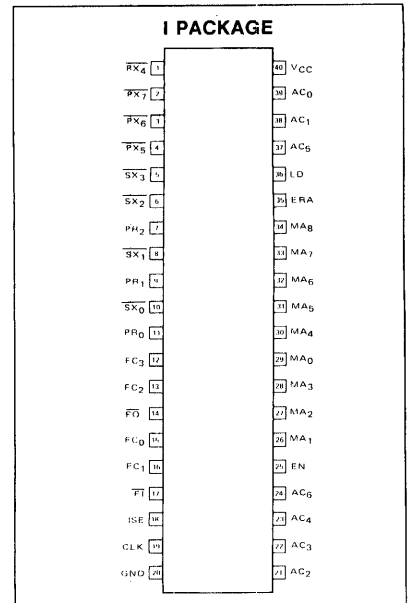 I PACKAGE
PX4 1 40 VCC
PX7 2 39 AC0
PX6 3 38 AC1
PX5 4 37 AC5
SX3 5 36 LD
SX2 6 35 ERA
PR2 7 34 MA8
SX1 8 33 MA7
PR1 9 32 MA6
SX0 10 31 MA5
PR0 11 30 MA4
FC3 12 29 MA0
FC2 13 28 MA3
FO 14 27 MA2
FC0 15 26 MA1
FC1 16 25 EN
FI 17 24 AC6
ISE 18 23 AC4
CLK 19 22 AC3
GND 20 21 AC2